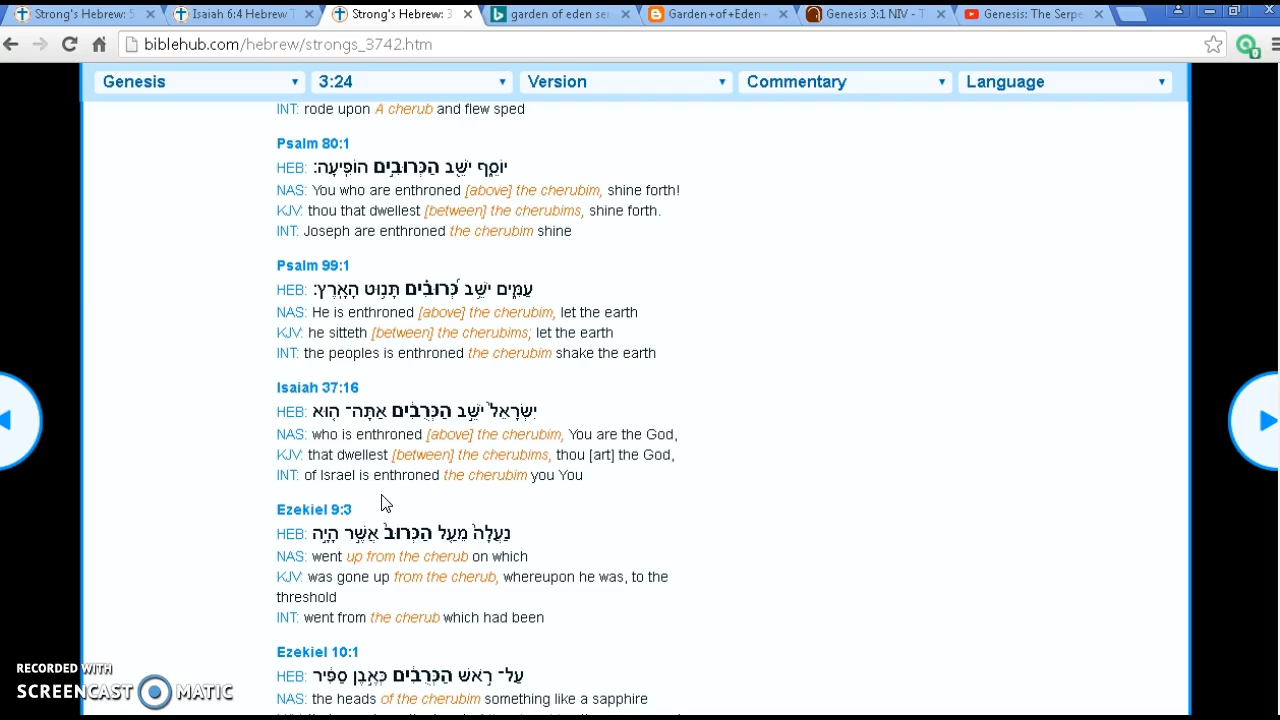 Strong's Hebrew: 5
Isaiah 6:4 Hebrew T
Strong's Hebrew: 3
garden of eden se
Garden +of+Eden+
Genesis 3:1 NIV - T
Genesis: The Serpe
biblehub.com/hebrew/strongs_3742.htm
Genesis 3:24 Version Commentary Language
INT: rode upon A cherub and flew sped
Psalm 80:1
HEB: יוֹסֵ֑ף יֹשֵׁ֖ב הַכְּרוּבִ֣ים הוֹפִֽיעָה׃
NAS: You who are enthroned [above] the cherubim, shine forth!
KJV: thou that dwellest [between] the cherubims, shine forth.
INT: Joseph are enthroned the cherubim shine
Psalm 99:1
HEB: עַמִּ֑ים יֹשֵׁ֥ב כְּ֝רוּבִ֗ים תָּנ֥וּט הָאָֽרֶץ׃
NAS: He is enthroned [above] the cherubim, let the earth
KJV: he sitteth [between] the cherubims; let the earth
INT: the peoples is enthroned the cherubim shake the earth
Isaiah 37:16
HEB: יִשְׂרָאֵל֙ יֹשֵׁ֣ב הַכְּרֻבִ֔ים אַתָּה־ ה֤וּא
NAS: who is enthroned [above] the cherubim, You are the God,
KJV: that dwellest [between] the cherubims, thou [art] the God,
INT: of Israel is enthroned the cherubim you You
Ezekiel 9:3
HEB: נַעֲלָה֙ מֵעַ֤ל הַכְּרוּב֙ אֲשֶׁ֣ר הָיָ֣ה
NAS: went up from the cherub on which
KJV: was gone up from the cherub, whereupon he was, to the
threshold
INT: went from the cherub which had been
Ezekiel 10:1
HEB: עַל־ רֹ֣אשׁ הַכְּרֻבִ֔ים כְּאֶ֣בֶן סַפִּ֔יר
NAS: the heads of the cherubim something like a sapphire
RECORDED WITH
SCREENCAST MATIC